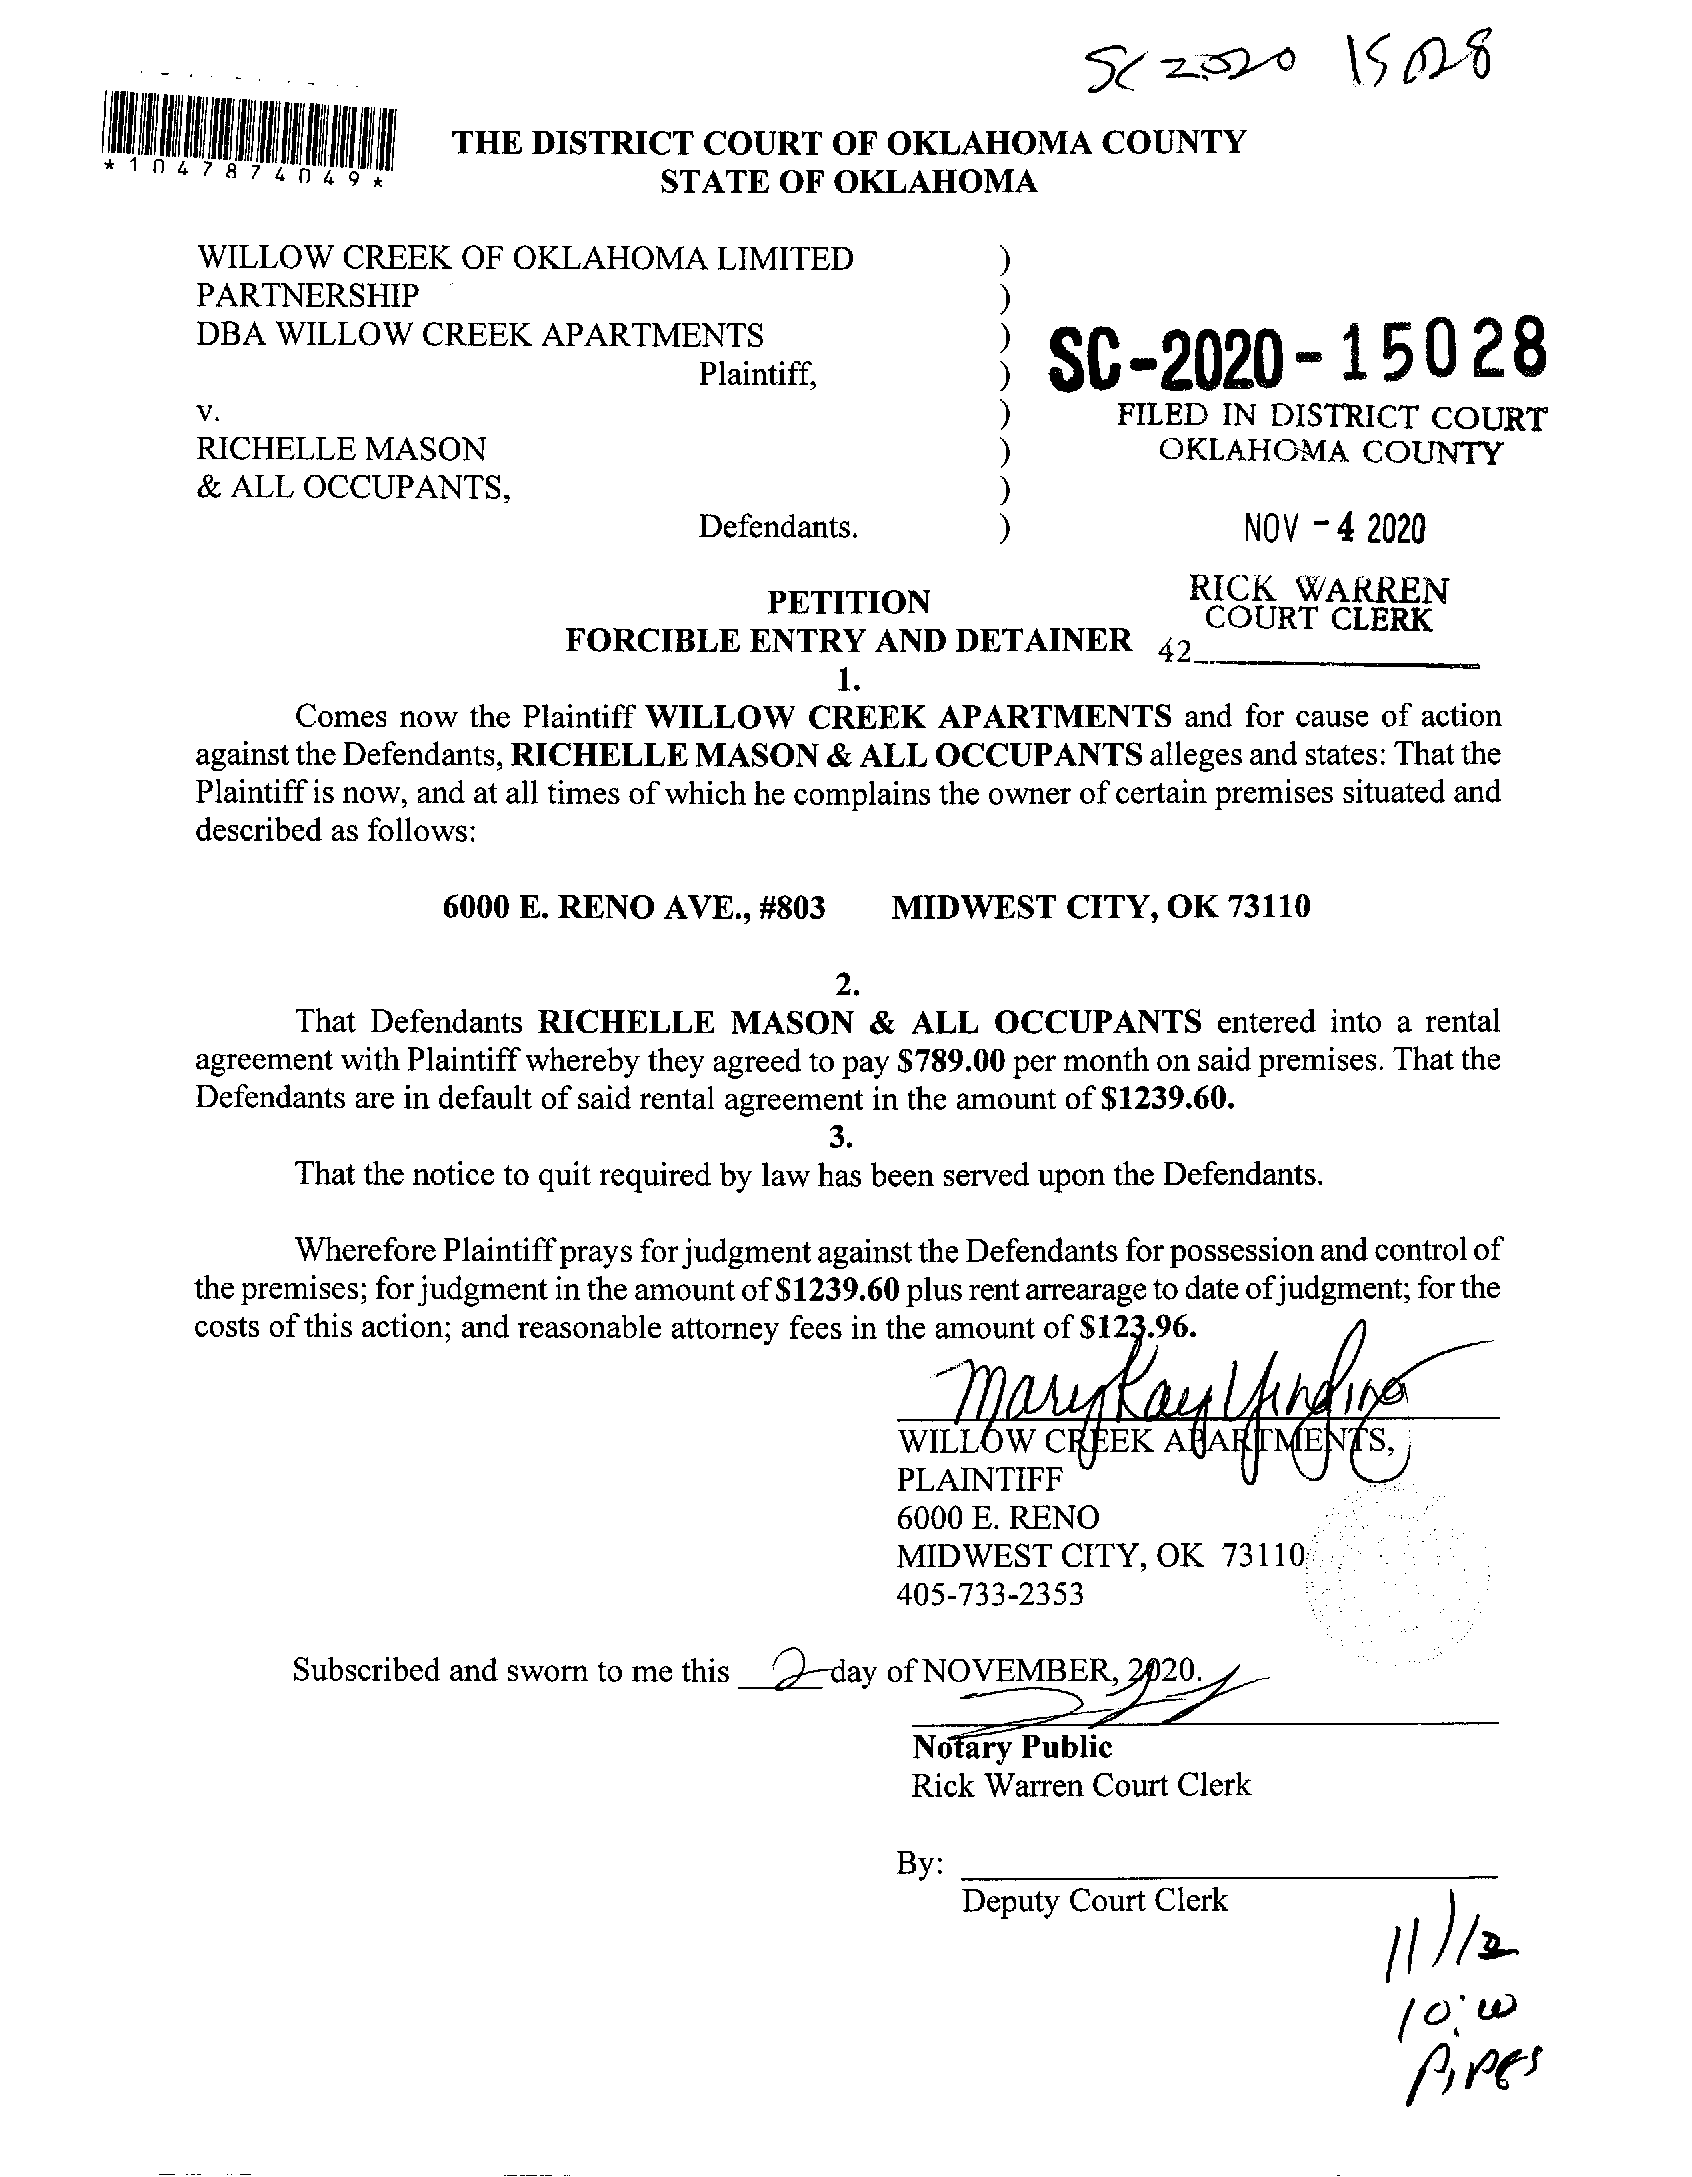 SC 2020 15028
*1047874049*
THE DISTRICT COURT OF OKLAHOMA COUNTY
STATE OF OKLAHOMA
WILLOW CREEK OF OKLAHOMA LIMITED )
PARTNERSHIP )
DBA WILLOW CREEK APARTMENTS )
Plaintiff, )
v. )
RICHELLE MASON )
& ALL OCCUPANTS, )
Defendants. )
SC-2020-15028
FILED IN DISTRICT COURT
OKLAHOMA COUNTY
NOV -4 2020
RICK WARREN
COURT CLERK
42
PETITION
FORCIBLE ENTRY AND DETAINER
1.
Comes now the Plaintiff WILLOW CREEK APARTMENTS and for cause of action
against the Defendants, RICHELLE MASON & ALL OCCUPANTS alleges and states: That the
Plaintiff is now, and at all times of which he complains the owner of certain premises situated and
described as follows:
6000 E. RENO AVE., #803 MIDWEST CITY, OK 73110
2.
That Defendants RICHELLE MASON & ALL OCCUPANTS entered into a rental
agreement with Plaintiff whereby they agreed to pay $789.00 per month on said premises. That the
Defendants are in default of said rental agreement in the amount of $1239.60.
3.
That the notice to quit required by law has been served upon the Defendants.
Wherefore Plaintiff prays for judgment against the Defendants for possession and control of
the premises; for judgment in the amount of $1239.60 plus rent arrearage to date of judgment; for the
costs of this action; and reasonable attorney fees in the amount of $123.96.
Mary Kay
WILLOW CREEK APARTMENTS,
PLAINTIFF
6000 E. RENO
MIDWEST CITY, OK 73110
405-733-2353
Subscribed and sworn to me this 2 day of NOVEMBER, 2020.
Notary Public
Rick Warren Court Clerk
By:
Deputy Court Clerk
11/12
10:00
PIPES